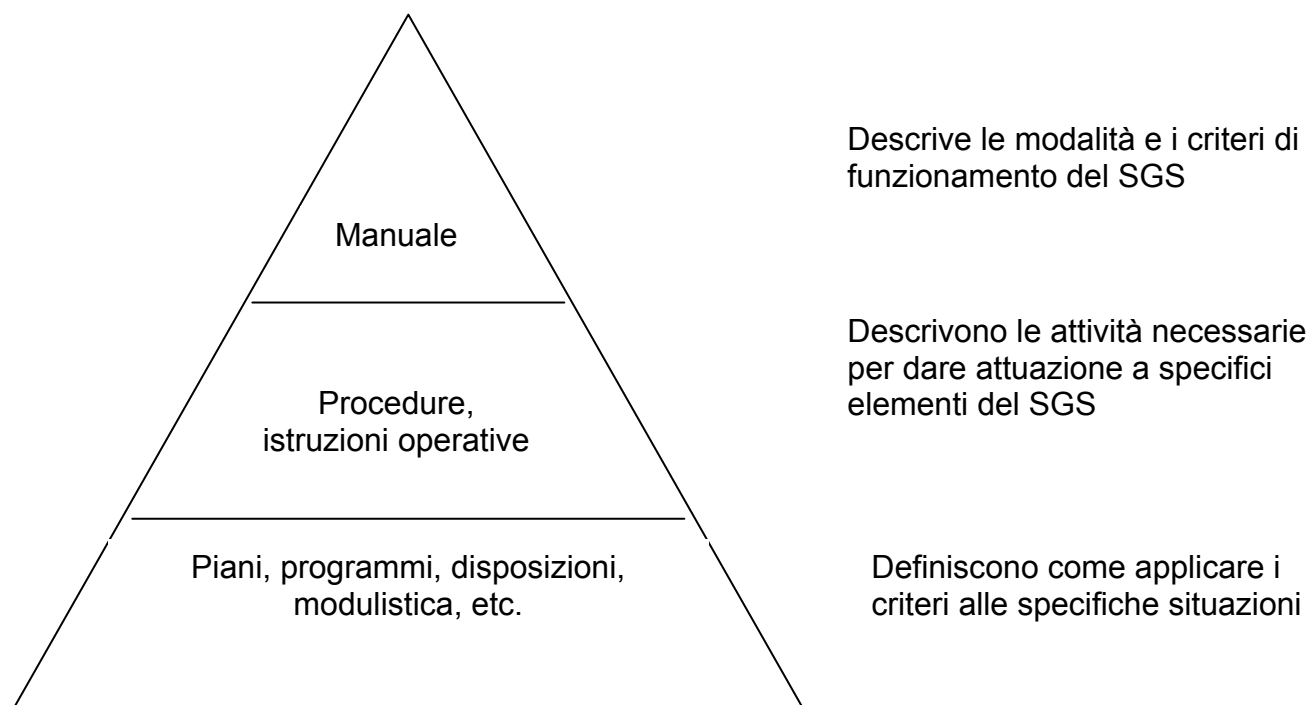 Descrive le modalità e i criteri di
funzionamento del SGS
Manuale
Descrivono le attività necessarie
per dare attuazione a specifici
elementi del SGS
Procedure,
istruzioni operative
Piani, programmi, disposizioni,
modulistica, etc.
Definiscono come applicare i
criteri alle specifiche situazioni